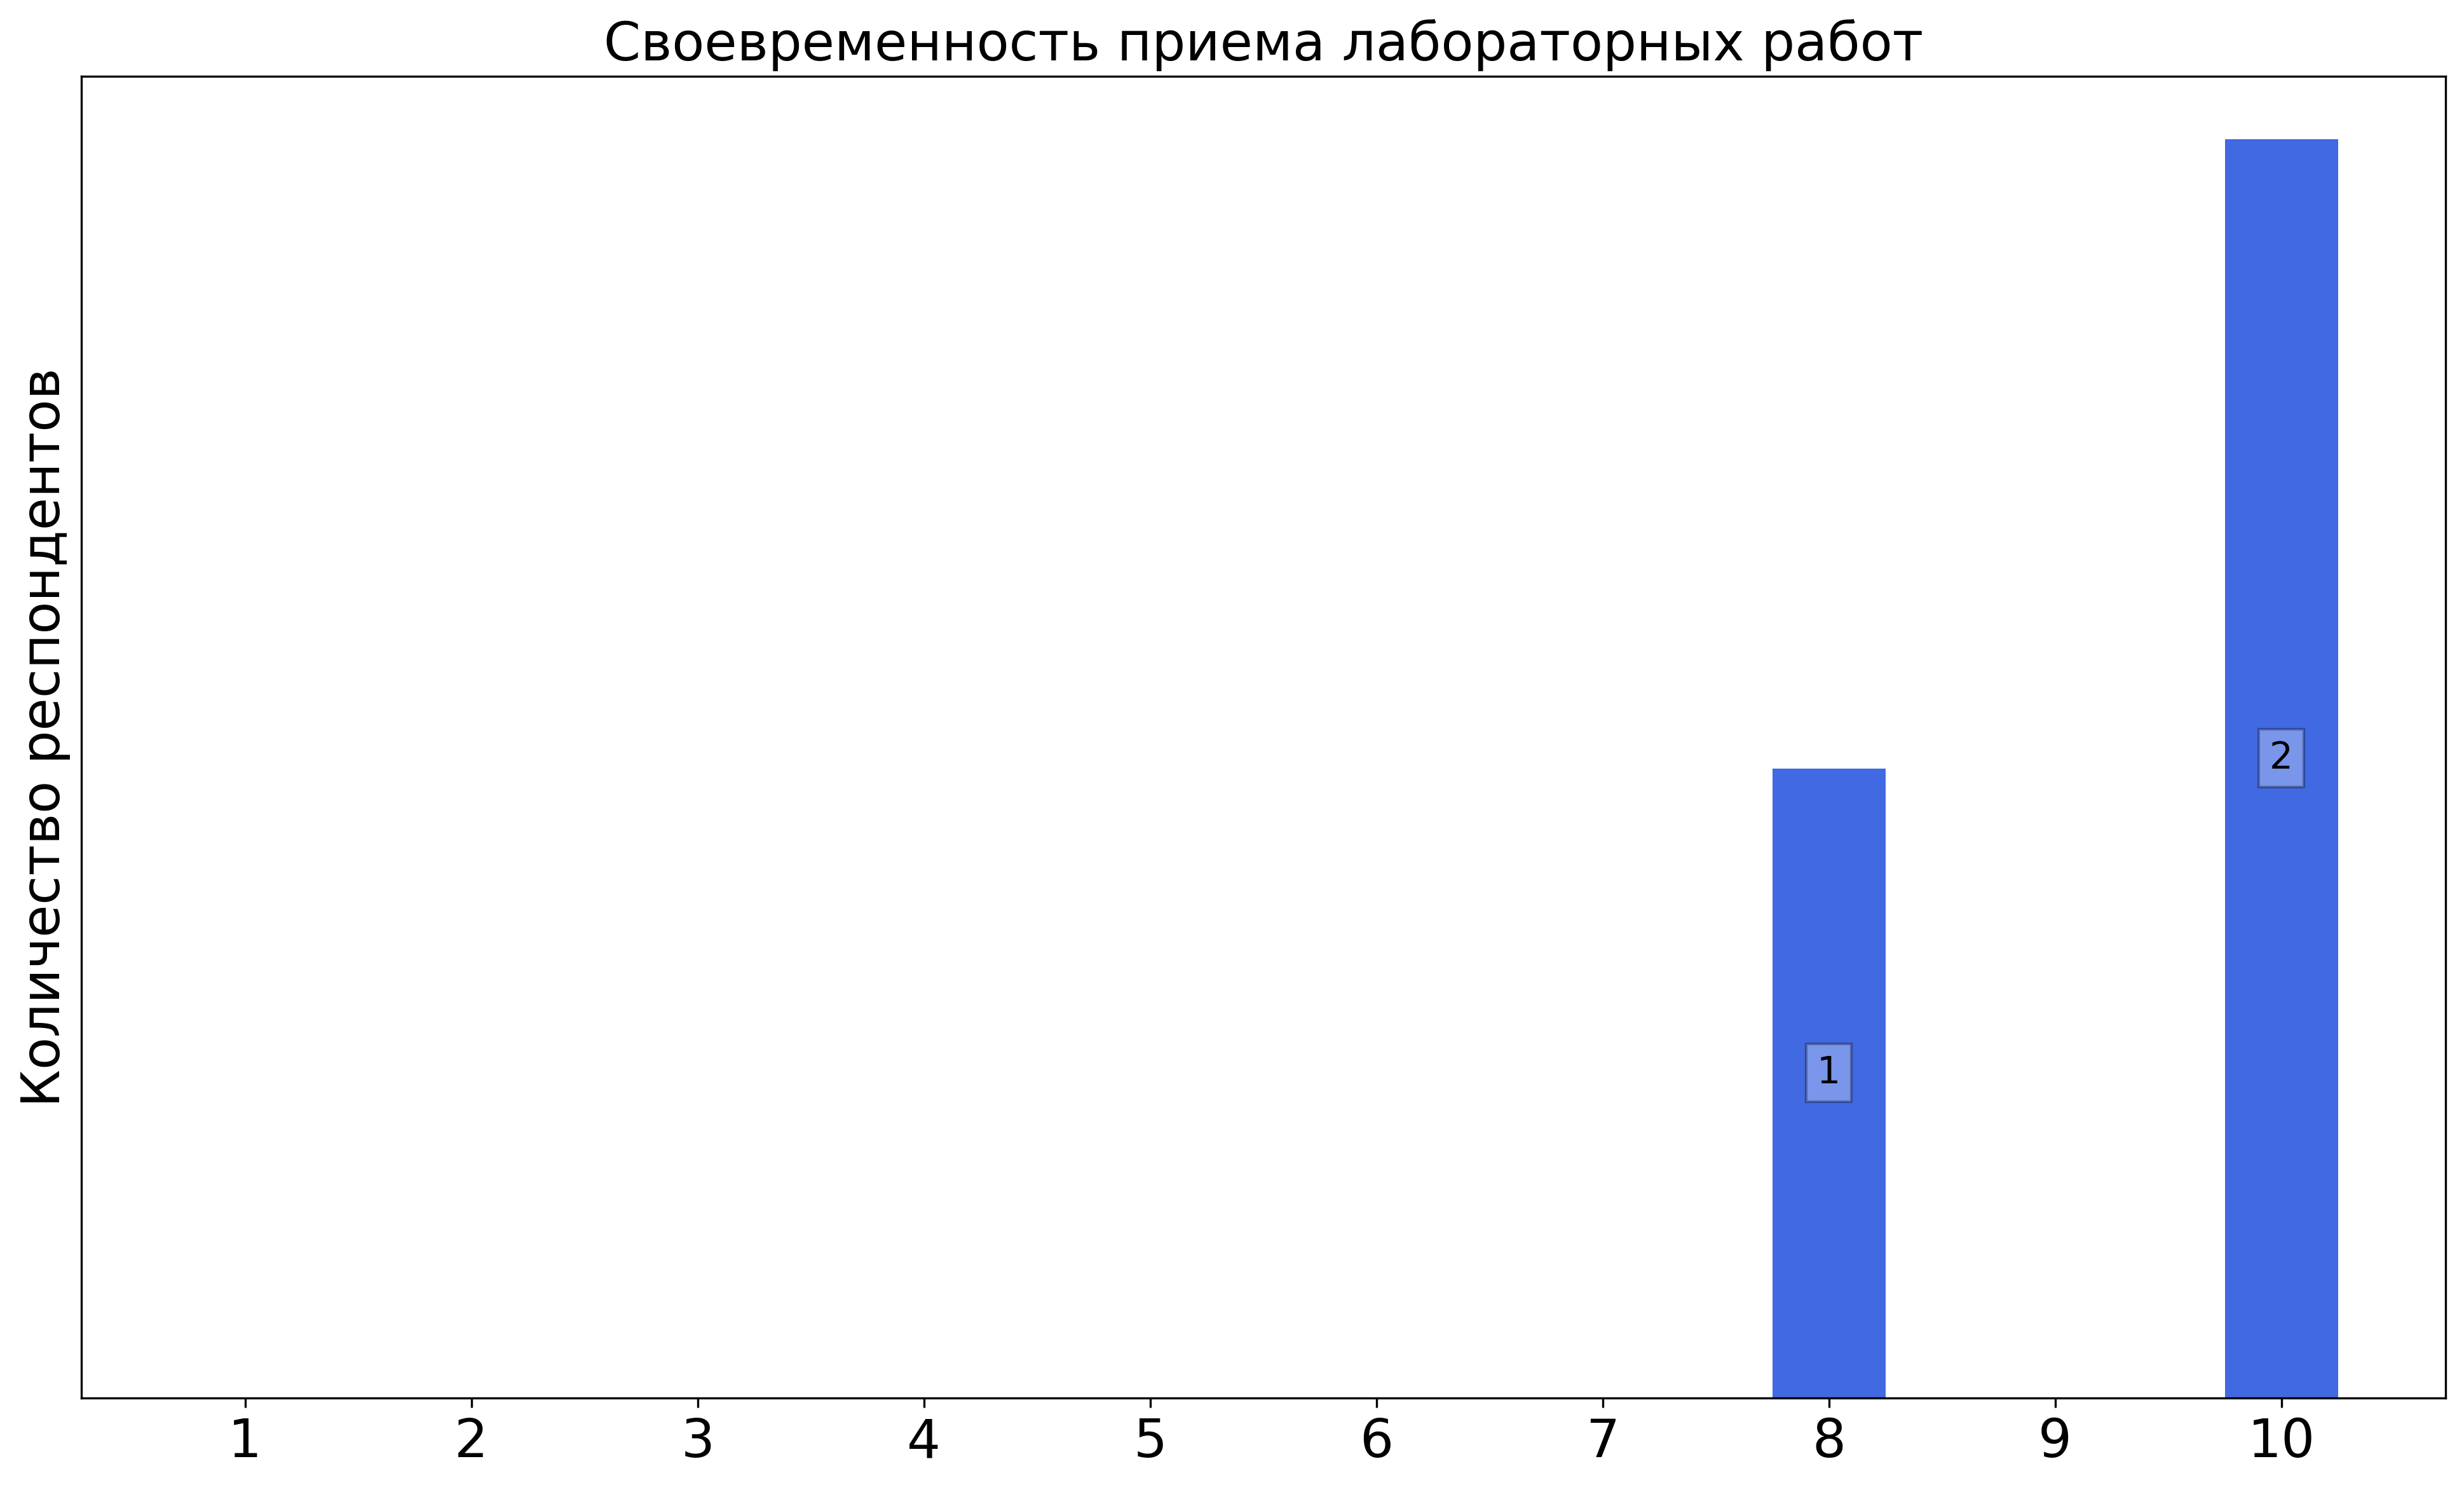 Своевременность приема лабораторных работ
Количество респондентов
2
1
1 2 3 4 5 6 7 8 9 10